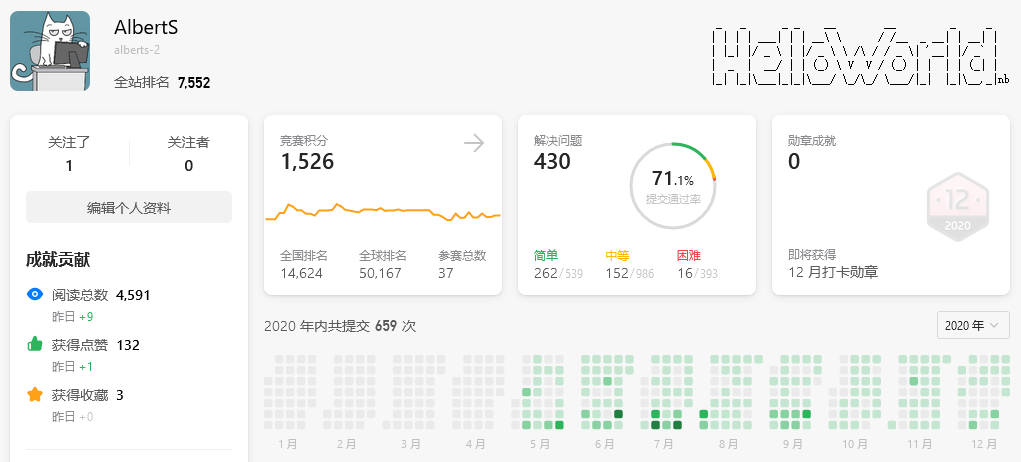 AlbertS
alberts-2
全站排名 7,552
HelloWorld
nb
关注了 关注者
1 0
编辑个人资料
成就贡献
阅读总数 4,591
昨日 +9
获得点赞 132
昨日 +1
获得收藏 3
昨日 +0
竞赛积分
1,526
全国排名 全球排名 参赛总数
14,624 50,167 37
解决问题
430
71.1%
提交通过率
简单 中等 困难
262/539 152/986 16/393
勋章成就
0
12
2020
即将获得
12 月打卡勋章
2020 年内共提交 659 次
2020 年
1 月 2 月 3 月 4 月 5 月 6 月 7 月 8 月 9 月 10 月 11 月 12 月